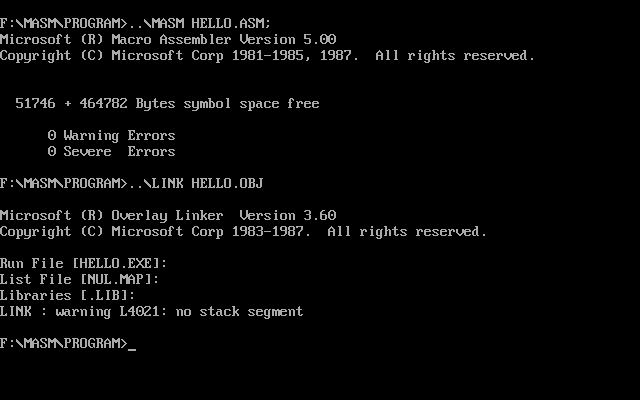 F:\MASM\PROGRAM>..\MASM HELLO.ASM;
Microsoft (R) Macro Assembler Version 5.00
Copyright (C) Microsoft Corp 1981-1985, 1987.  All rights reserved.
51746 + 464782 Bytes symbol space free
0 Warning Errors
0 Severe  Errors
F:\MASM\PROGRAM>..\LINK HELLO.OBJ
Microsoft (R) Overlay Linker  Version 3.60
Copyright (C) Microsoft Corp 1983-1987.  All rights reserved.
Run File [HELLO.EXE]:
List File [NUL.MAP]:
Libraries [.LIB]:
LINK : warning L4021: no stack segment
F:\MASM\PROGRAM>_